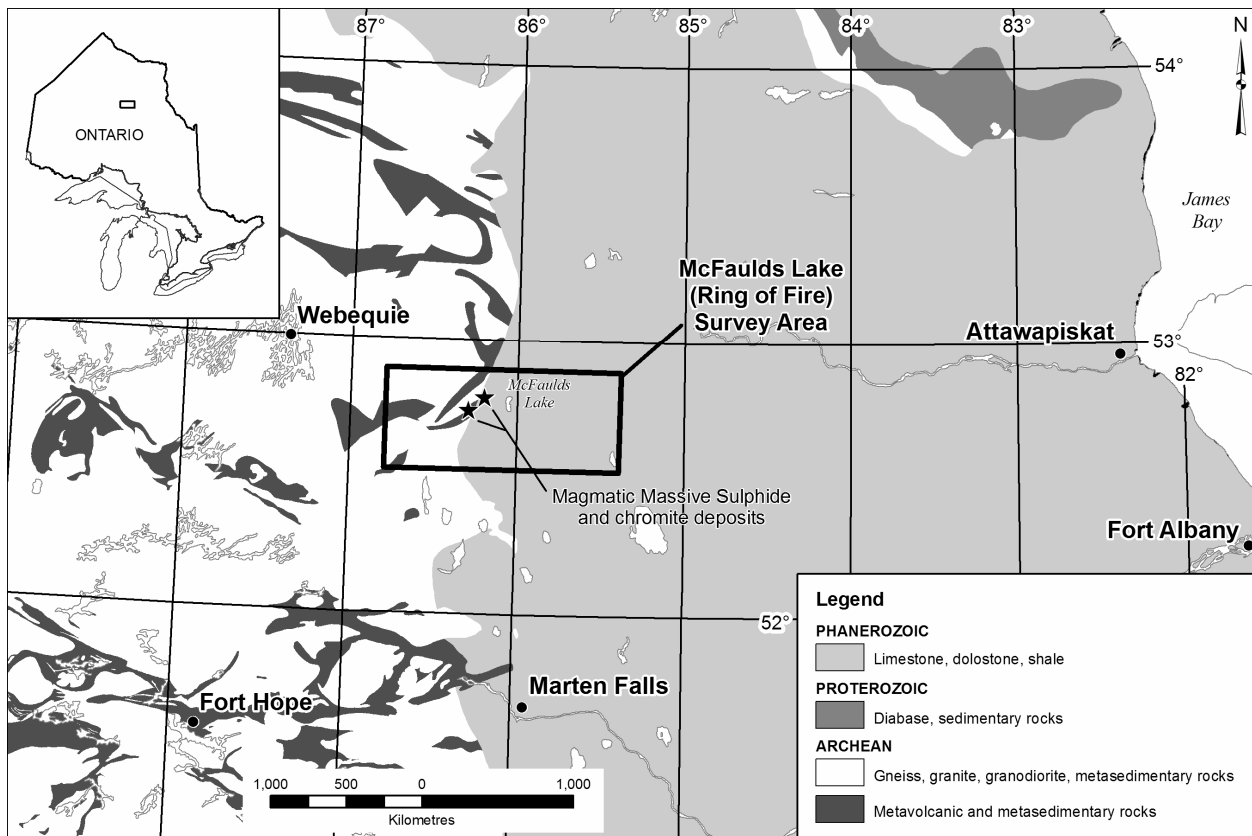 87°
86°
85°
84°
83°
N
54°
ONTARIO
James
Bay
McFaulds Lake
(Ring of Fire)
Survey Area
Webequie
Attawapiskat
53°
82°
McFaulds
Lake
Magmatic Massive Sulphide
and chromite deposits
Fort Albany
52°
Marten Falls
Fort Hope
1,000 500 0 1,000
Kilometres
Legend
PHANEROZOIC
Limestone, dolostone, shale
PROTEROZOIC
Diabase, sedimentary rocks
ARCHEAN
Gneiss, granite, granodiorite, metasedimentary rocks
Metavolcanic and metasedimentary rocks